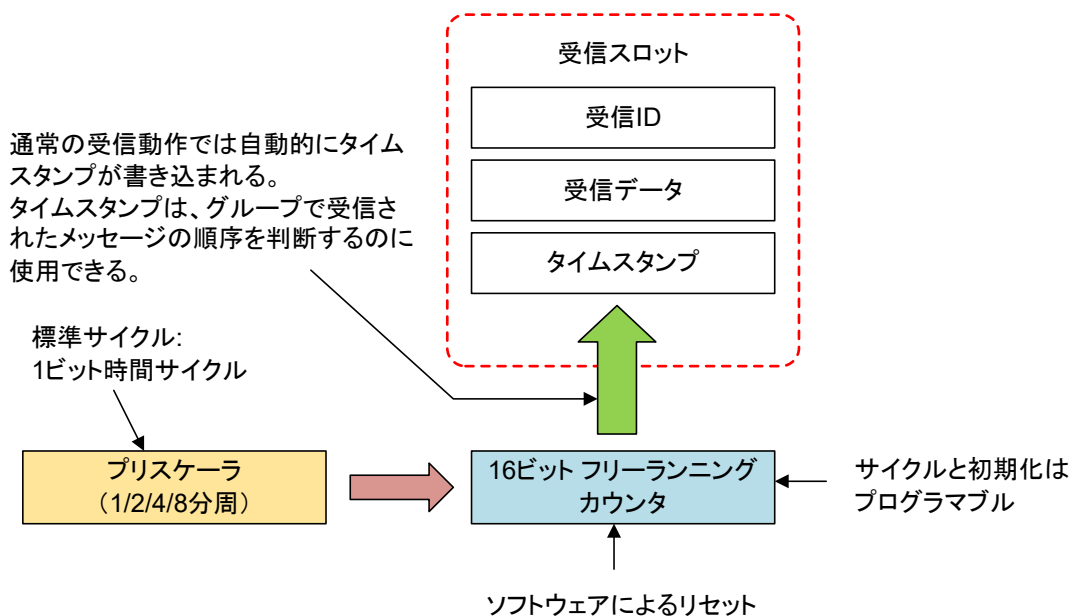 受信スロット
受信ID
受信データ
タイムスタンプ
通常の受信動作では自動的にタイム
スタンプが書き込まれる。
タイムスタンプは、グループで受信さ
れたメッセージの順序を判断するのに
使用できる。
標準サイクル:
1ビット時間サイクル
プリスケーラ
（1/2/4/8分周）
16ビット フリーランニング
カウンタ
サイクルと初期化は
プログラマブル
ソフトウェアによるリセット